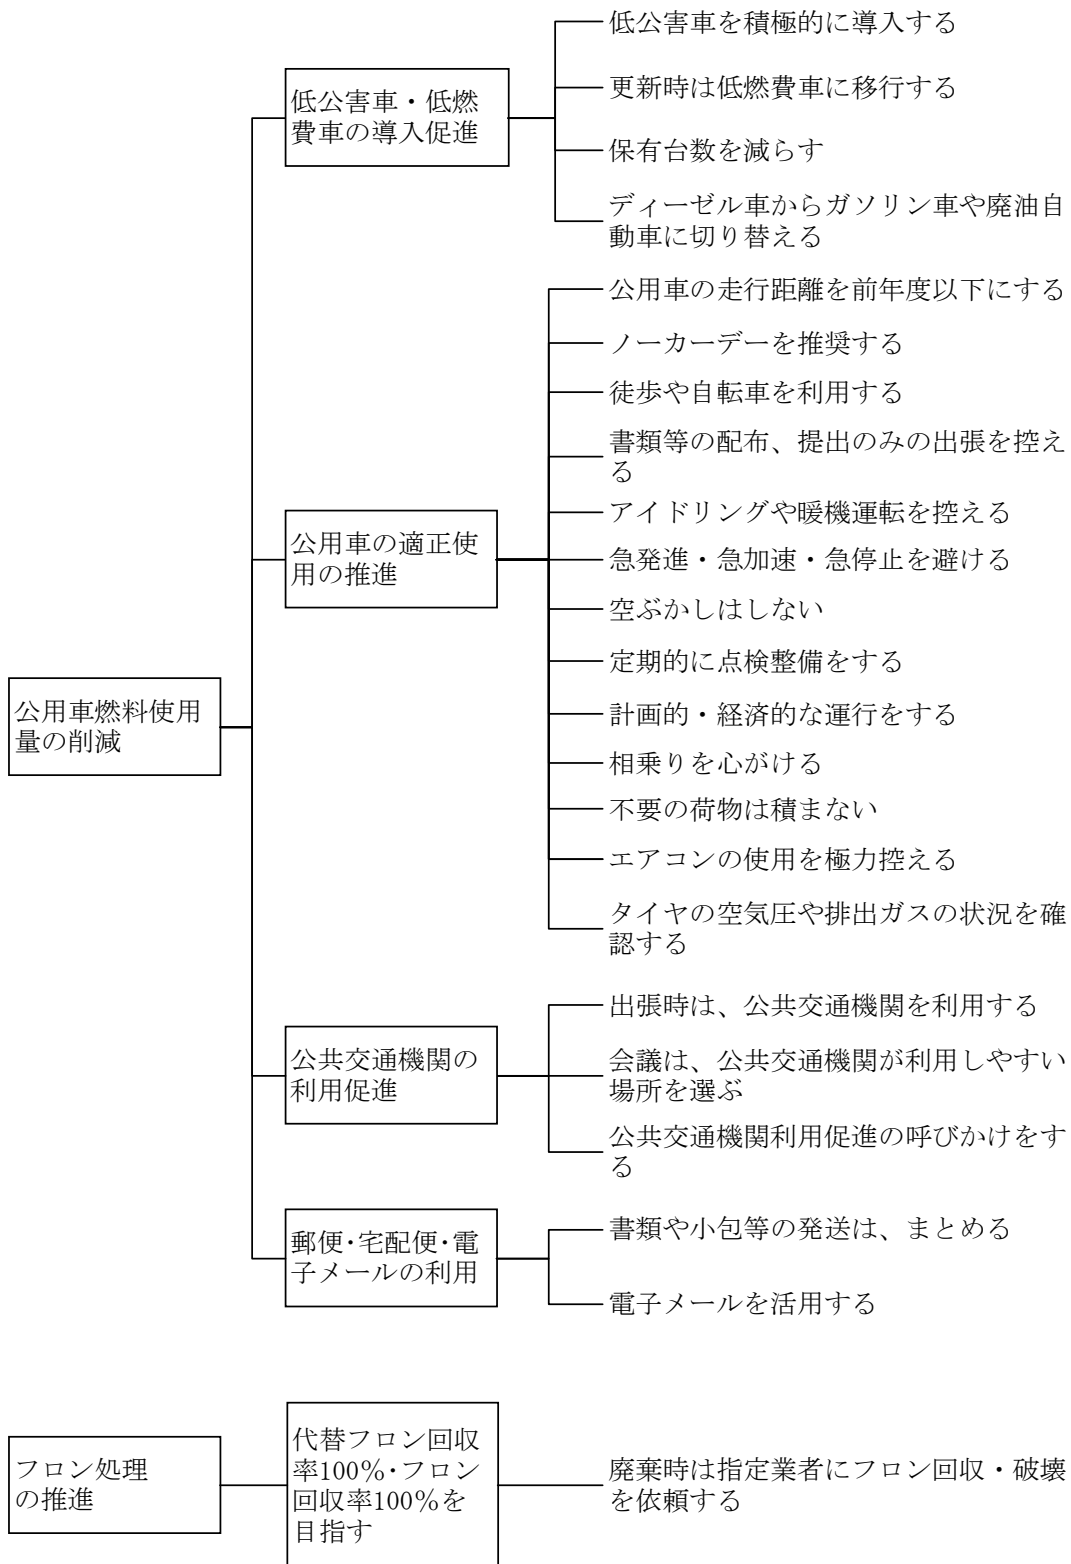 低公害車を積極的に導入する
低公害車・低燃
費車の導入促進
更新時は低燃費車に移行する
保有台数を減らす
ディーゼル車からガソリン車や廃油自
動車に切り替える
公用車の走行距離を前年度以下にする
ノーカーデーを推奨する
徒歩や自転車を利用する
書類等の配布、提出のみの出張を控え
る
アイドリングや暖機運転を控える
公用車の適正使
用の推進
急発進・急加速・急停止を避ける
空ぶかしはしない
定期的に点検整備をする
公用車燃料使用
量の削減
計画的・経済的な運行をする
相乗りを心がける
不要の荷物は積まない
エアコンの使用を極力控える
タイヤの空気圧や排出ガスの状況を確
認する
出張時は、公共交通機関を利用する
公共交通機関の
利用促進
会議は、公共交通機関が利用しやすい
場所を選ぶ
公共交通機関利用促進の呼びかけをす
る
郵便・宅配便・電
子メールの利用
書類や小包等の発送は、まとめる
電子メールを活用する
フロン処理
の推進
代替フロン回収
率100%・フロン
回収率100%を
目指す
廃棄時は指定業者にフロン回収・破壊
を依頼する